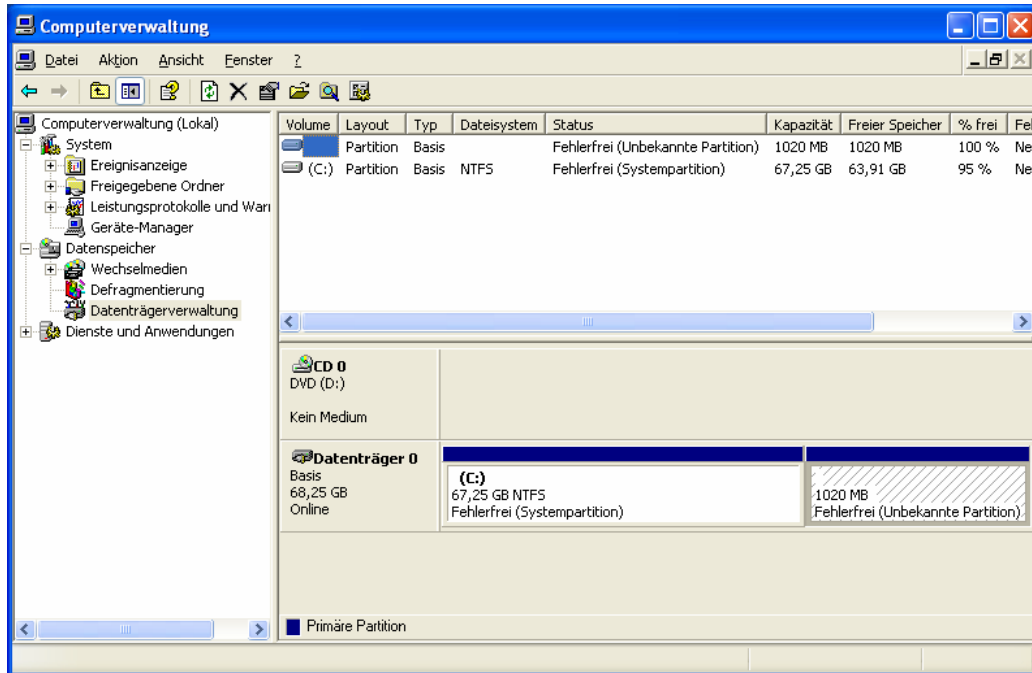 Computerverwaltung
Datei Aktion Ansicht Fenster ?
Computerverwaltung (Lokal)
System
Ereignisanzeige
Freigegebene Ordner
Leistungsprotokolle und Warn
Geräte-Manager
Datenspeicher
Wechselmedien
Defragmentierung
Datenträgerverwaltung
Dienste und Anwendungen
Volume Layout Typ Dateisystem Status Kapazität Freier Speicher % frei Fe
Partition Basis Fehlerfrei (Unbekannte Partition) 1020 MB 1020 MB 100 % Ne
(C:) Partition Basis NTFS Fehlerfrei (Systempartition) 67,25 GB 63,91 GB 95 % Ne
CD 0
DVD (D:)
Kein Medium
Datenträger 0
Basis
68,25 GB
Online
(C:)
67,25 GB NTFS
Fehlerfrei (Systempartition)
1020 MB
Fehlerfrei (Unbekannte Partition)
Primäre Partition